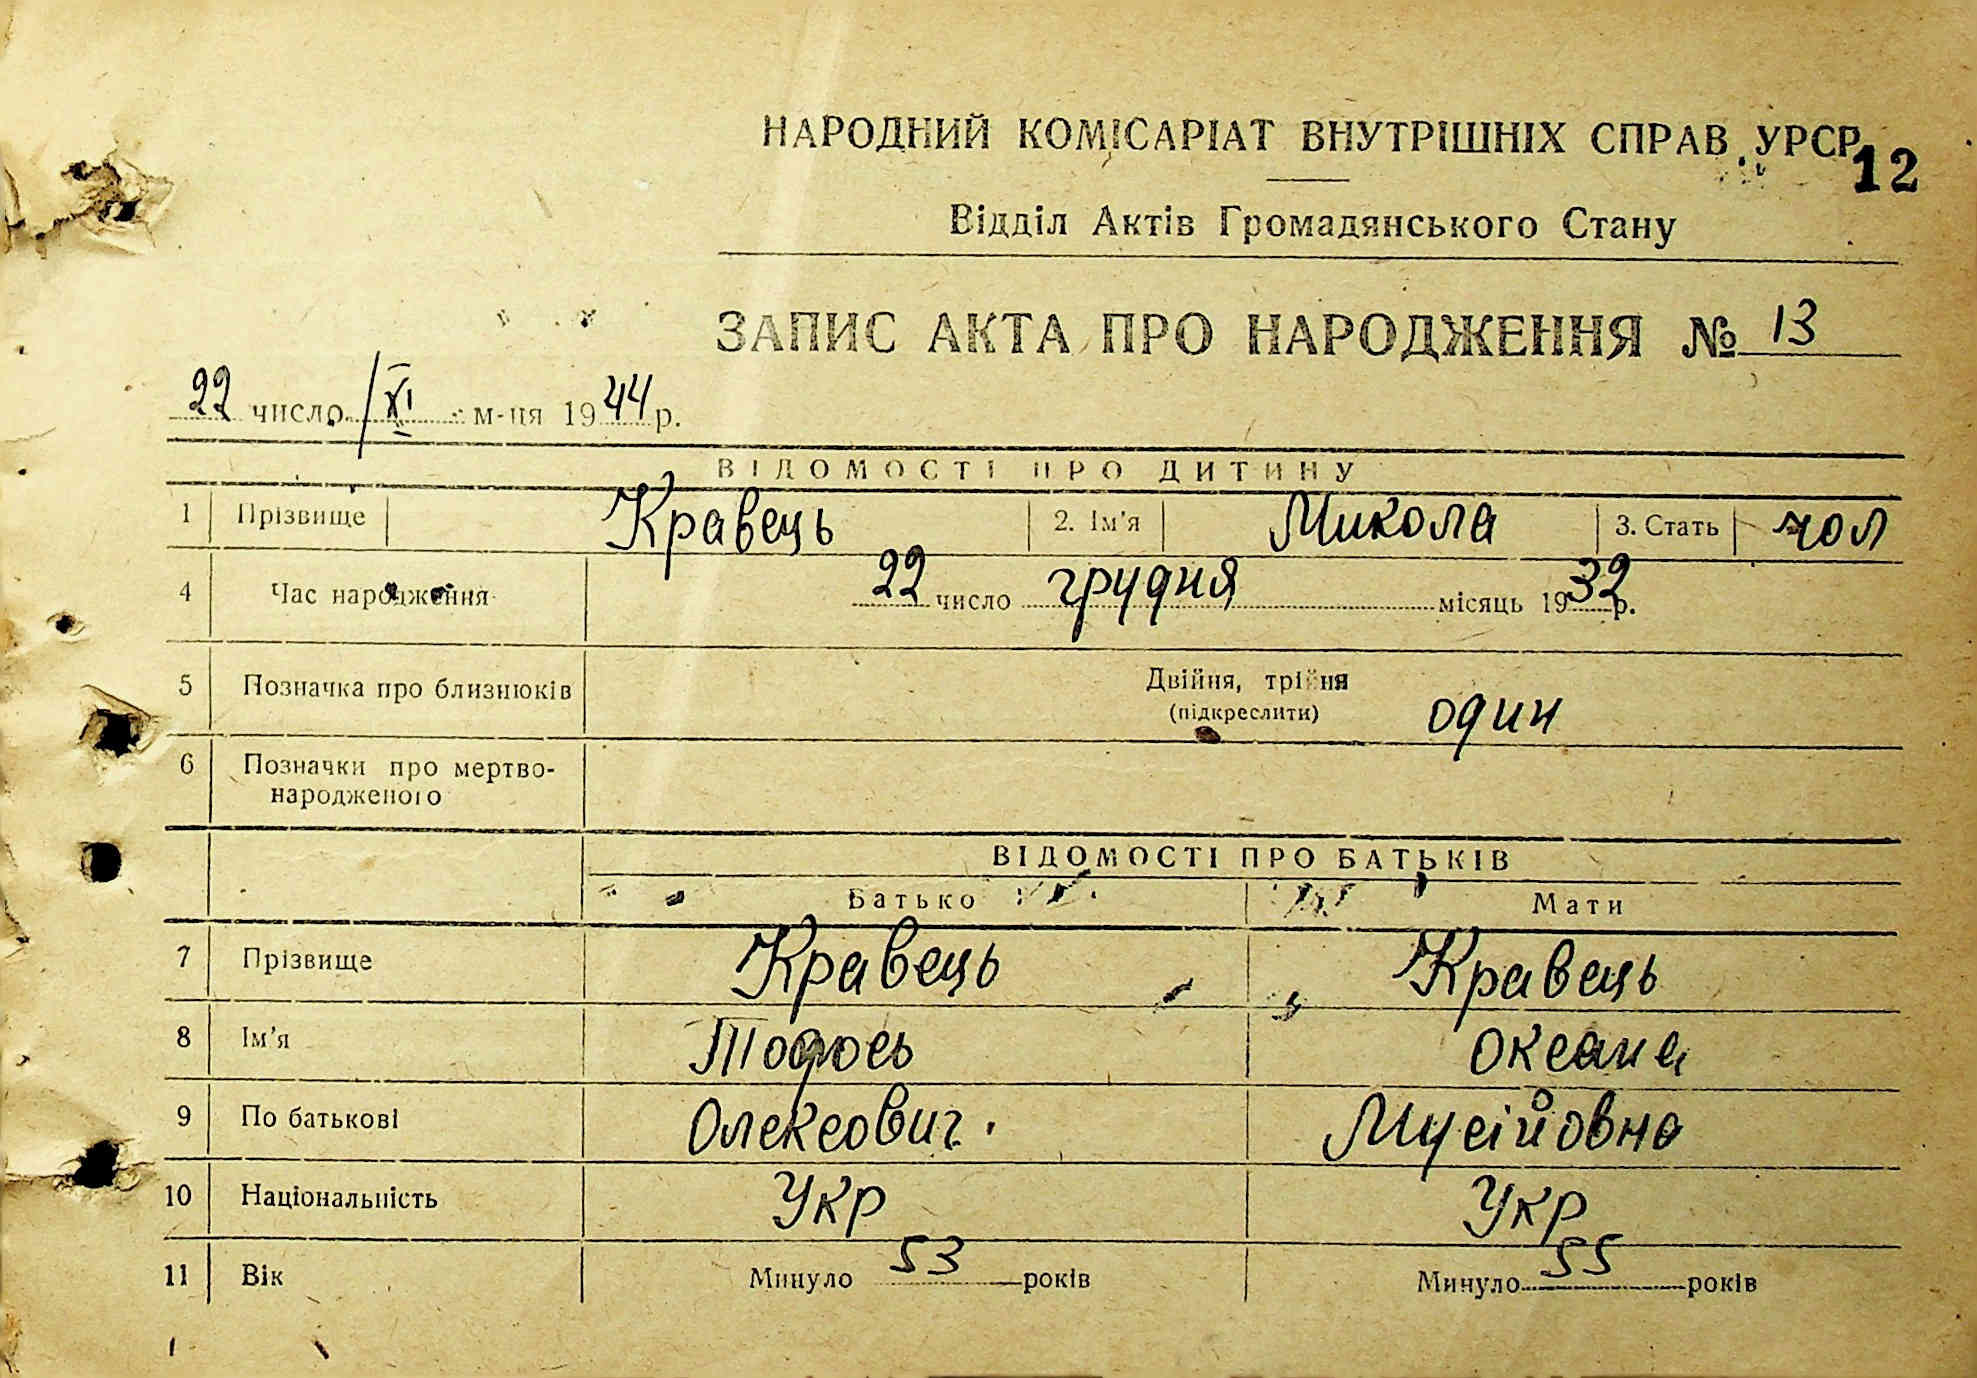 НАРОДНИЙ КОМІСАРІАТ ВНУТРІШНІХ СПРАВ УРСР
12
Відділ Актів Громадянського Стану
ЗАПИС АКТА ПРО НАРОДЖЕННЯ № 13
22 число XI м-ця 1944 р.
ВІДОМОСТІ ПРО ДИТИНУ
1 Прізвище Кравець 2. Ім'я Микола 3. Стать чол
4 Час народження 22 число грудня місяць 1932 р.
5 Позначка про близнюків Двійня, трійня
(підкреслити) один
6 Позначки про мертво-
народженого
ВІДОМОСТІ ПРО БАТЬКІВ
Батько Мати
7 Прізвище Кравець Кравець
8 Ім'я Тодось Оксана
9 По батькові Олексович. Мусійовна
10 Національність Укр Укр
11 Вік Минуло 53 років Минуло 55 років